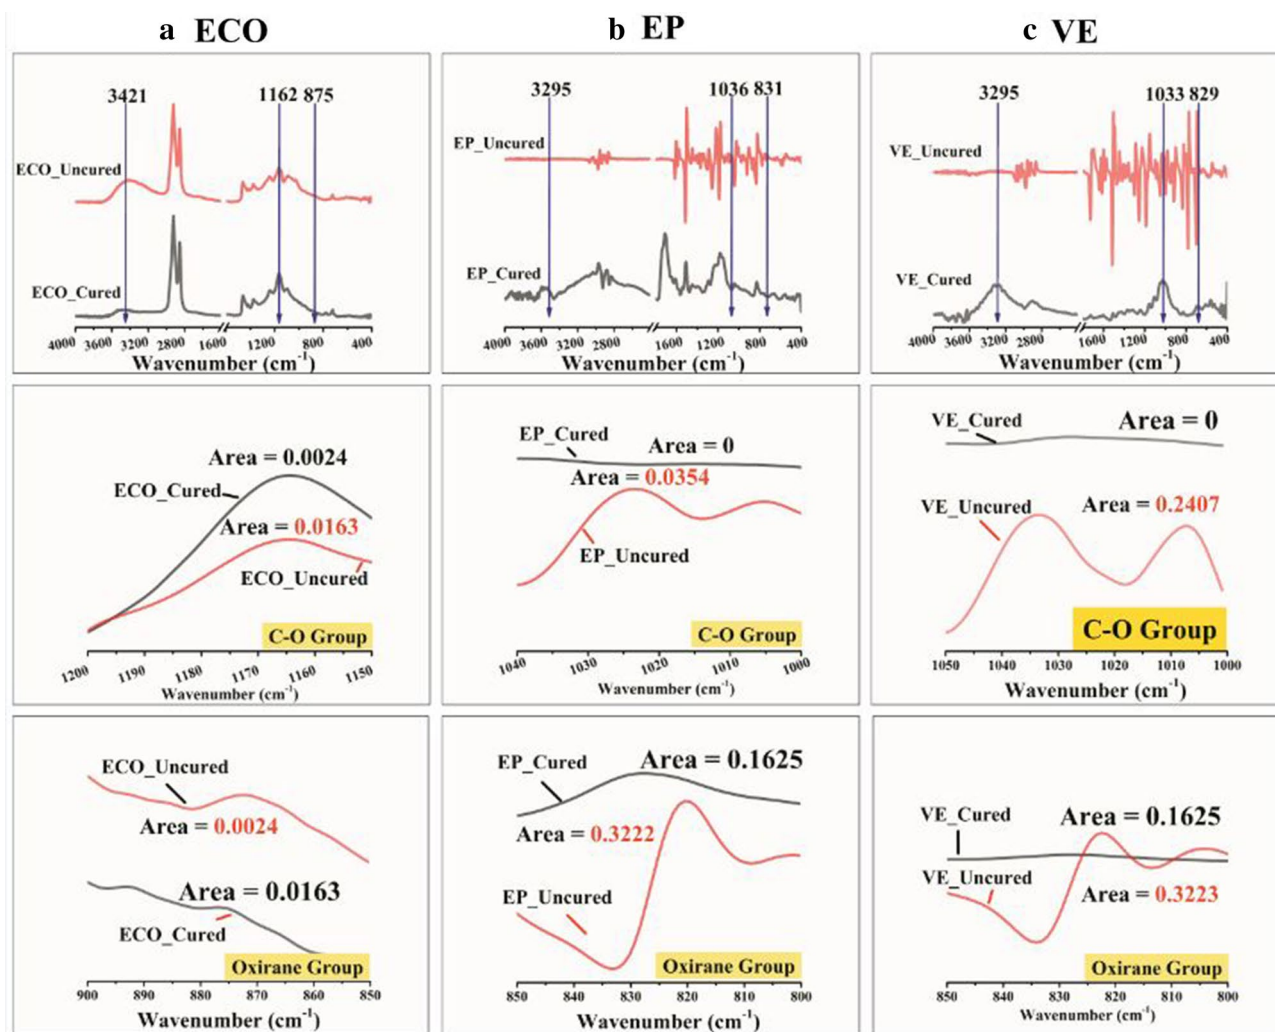 a ECO
b EP
c VE
3421
1162 875
ECO_Uncured
ECO_Cured
4000 3600 3200 2800 1600 1200 800 400
Wavenumber (cm-1)
3295
1036 831
EP_Uncured
EP_Cured
4000 3600 3200 2800 1600 1200 800 400
Wavenumber (cm-1)
3295
1033 829
VE_Uncured
VE_Cured
4000 3600 3200 2800 1600 1200 800 400
Wavenumber (cm-1)
Area = 0.0024
ECO_Cured
Area = 0.0163
ECO_Uncured
C-O Group
1200 1190 1180 1170 1160 1150
Wavenumber (cm-1)
EP_Cured
Area = 0
Area = 0.0354
EP_Uncured
C-O Group
1040 1030 1020 1010 1000
Wavenumber (cm-1)
VE_Cured
Area = 0
VE_Uncured
Area = 0.2407
C-O Group
1050 1040 1030 1020 1010 1000
Wavenumber (cm-1)
ECO_Uncured
Area = 0.0024
Area = 0.0163
ECO_Cured
Oxirane Group
900 890 880 870 860 850
Wavenumber (cm-1)
EP_Cured
Area = 0.1625
Area = 0.3222
EP_Uncured
Oxirane Group
850 840 830 820 810 800
Wavenumber (cm-1)
VE_Cured
Area = 0.1625
VE_Uncured
Area = 0.3223
Oxirane Group
850 840 830 820 810 800
Wavenumber (cm-1)